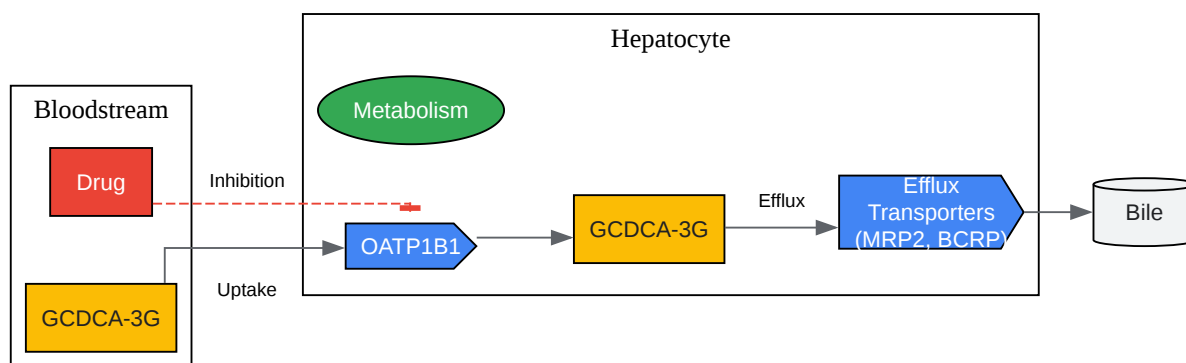 Hepatocyte
Bloodstream
Metabolism
Drug
Inhibition
GCDCA-3G
Uptake
OATP1B1
GCDCA-3G
Efflux
Efflux
Transporters
(MRP2, BCRP)
Bile